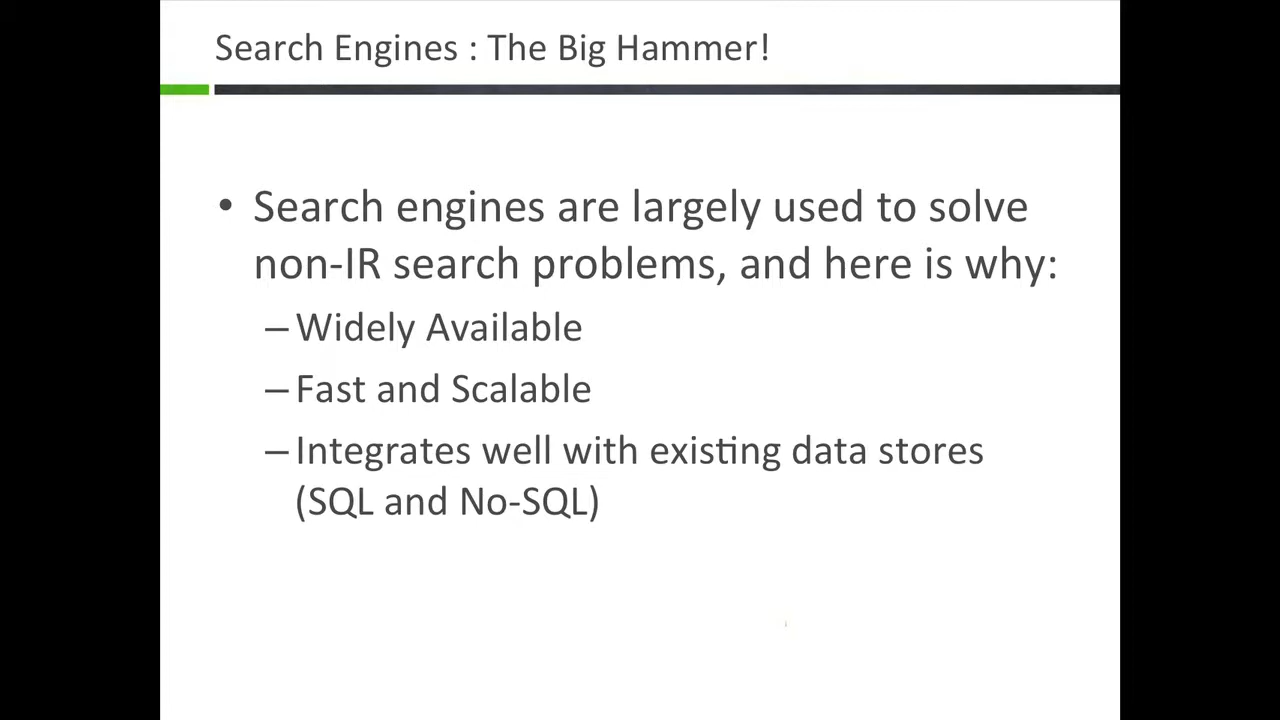 Search Engines : The Big Hammer!
• Search engines are largely used to solve
non-IR search problems, and here is why:
– Widely Available
– Fast and Scalable
– Integrates well with existing data stores
(SQL and No-SQL)